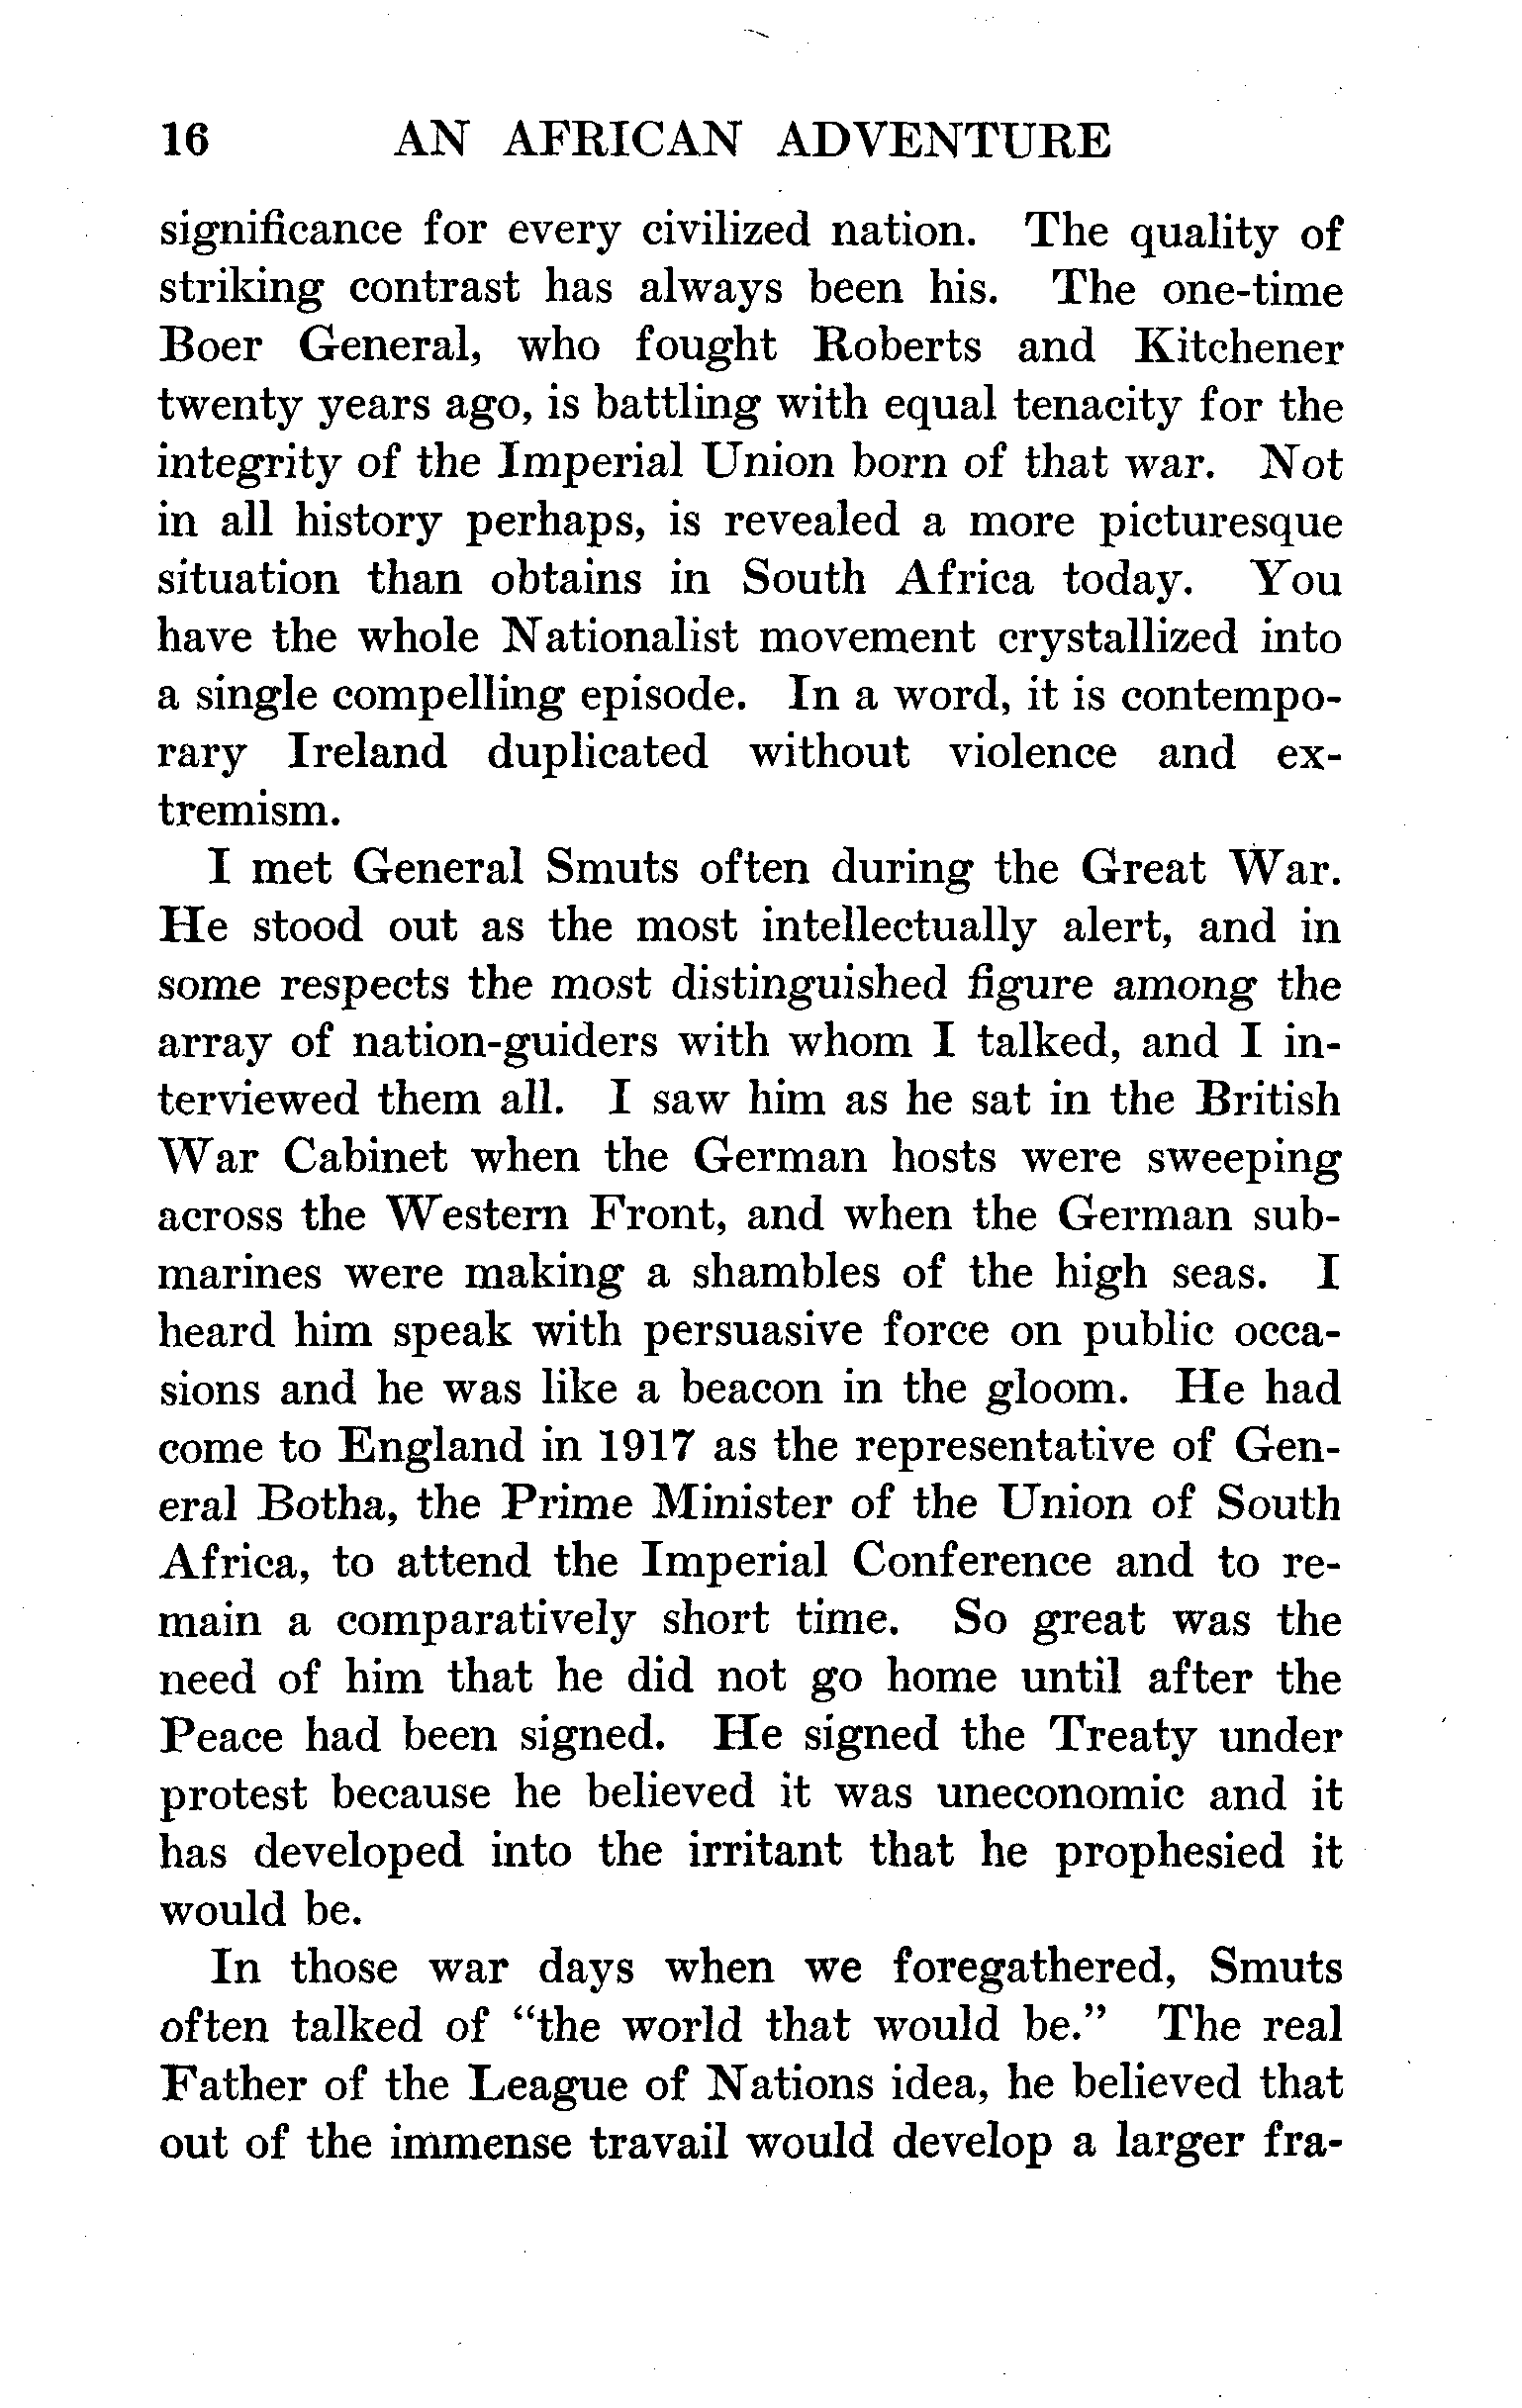 16 AN AFRICAN ADVENTURE
significance for every civilized nation. The quality of
striking contrast has always been his. The one-time
Boer General, who fought Roberts and Kitchener
twenty years ago, is battling with equal tenacity for the
integrity of the Imperial Union born of that war. Not
in all history perhaps, is revealed a more picturesque
situation than obtains in South Africa today. You
have the whole Nationalist movement crystallized into
a single compelling episode. In a word, it is contempo-
rary Ireland duplicated without violence and ex-
tremism.
I met General Smuts often during the Great War.
He stood out as the most intellectually alert, and in
some respects the most distinguished figure among the
array of nation-guiders with whom I talked, and I in-
terviewed them all. I saw him as he sat in the British
War Cabinet when the German hosts were sweeping
across the Western Front, and when the German sub-
marines were making a shambles of the high seas. I
heard him speak with persuasive force on public occa-
sions and he was like a beacon in the gloom. He had
come to England in 1917 as the representative of Gen-
eral Botha, the Prime Minister of the Union of South
Africa, to attend the Imperial Conference and to re-
main a comparatively short time. So great was the
need of him that he did not go home until after the
Peace had been signed. He signed the Treaty under
protest because he believed it was uneconomic and it
has developed into the irritant that he prophesied it
would be.
In those war days when we foregathered, Smuts
often talked of "the world that would be." The real
Father of the League of Nations idea, he believed that
out of the immense travail would develop a larger fra-